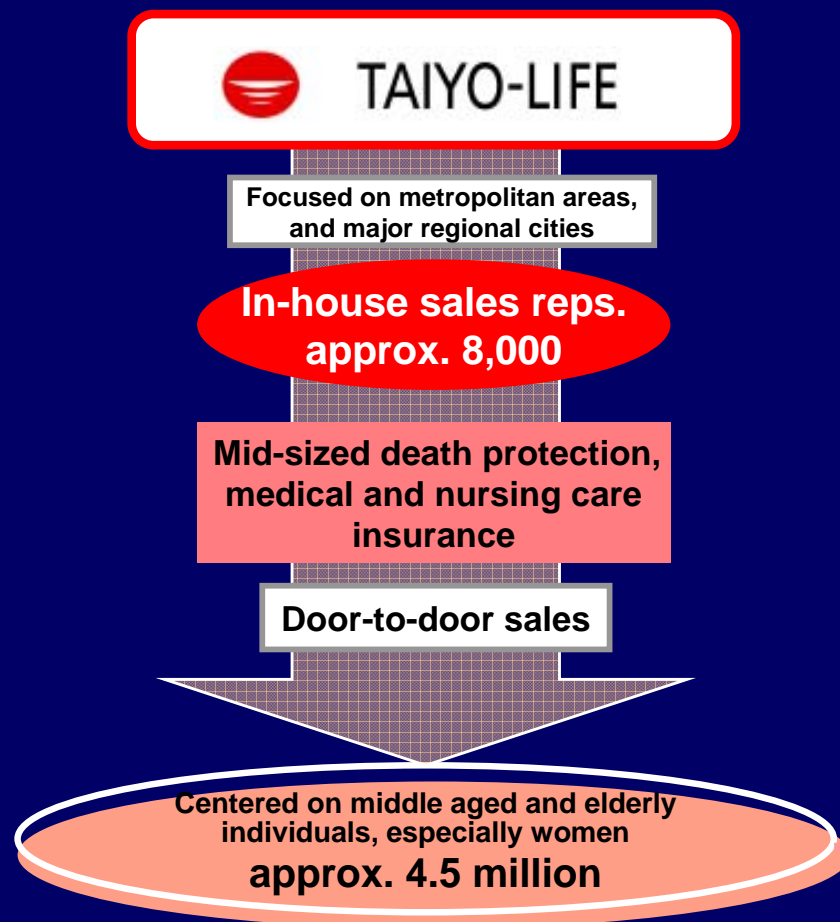 TAIYO-LIFE
Focused on metropolitan areas,
and major regional cities
In-house sales reps.
approx. 8,000
Mid-sized death protection,
medical and nursing care
insurance
Door-to-door sales
Centered on middle aged and elderly
individuals, especially women
approx. 4.5 million